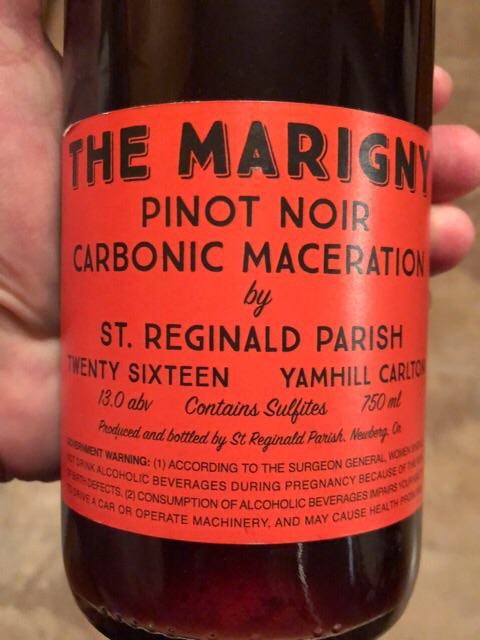 THE MARIGNY
PINOT NOIR
CARBONIC MACERATION
by
ST. REGINALD PARISH
TWENTY SIXTEEN YAMHILL CARLTON
13.0 abv Contains Sulfites 750 ml
Produced and bottled by St Reginald Parish. Newberg, Or.
GOVERNMENT WARNING: (1) ACCORDING TO THE SURGEON GENERAL, WOMEN
NOT DRINK ALCOHOLIC BEVERAGES DURING PREGNANCY BECAUSE OF THE
OF BIRTH DEFECTS. (2) CONSUMPTION OF ALCOHOLIC BEVERAGES IMPAIRS YOUR
TO DRIVE A CAR OR OPERATE MACHINERY, AND MAY CAUSE HEALTH